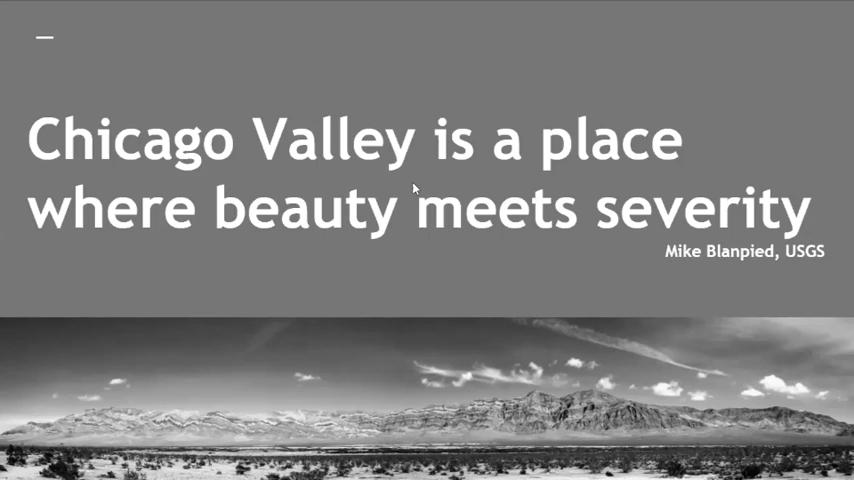 Chicago Valley is a place
where beauty meets severity
Mike Blanpied, USGS